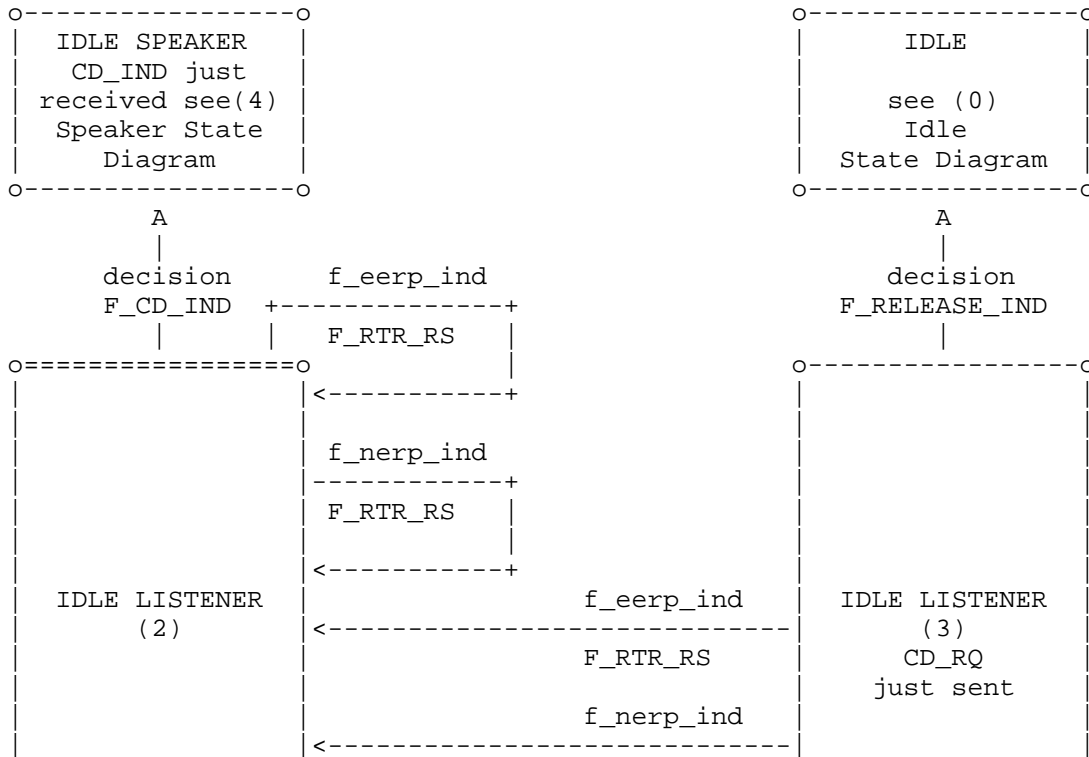 IDLE SPEAKER IDLE
CD_IND just
received see(4) see (0)
Speaker State Idle
Diagram State Diagram
A A
decision f_eerp_ind decision
F_CD_IND F_RELEASE_IND
F_RTR_RS
f_nerp_ind
F_RTR_RS
IDLE LISTENER f_eerp_ind IDLE LISTENER
(2) (3)
F_RTR_RS CD_RQ
just sent
f_nerp_ind